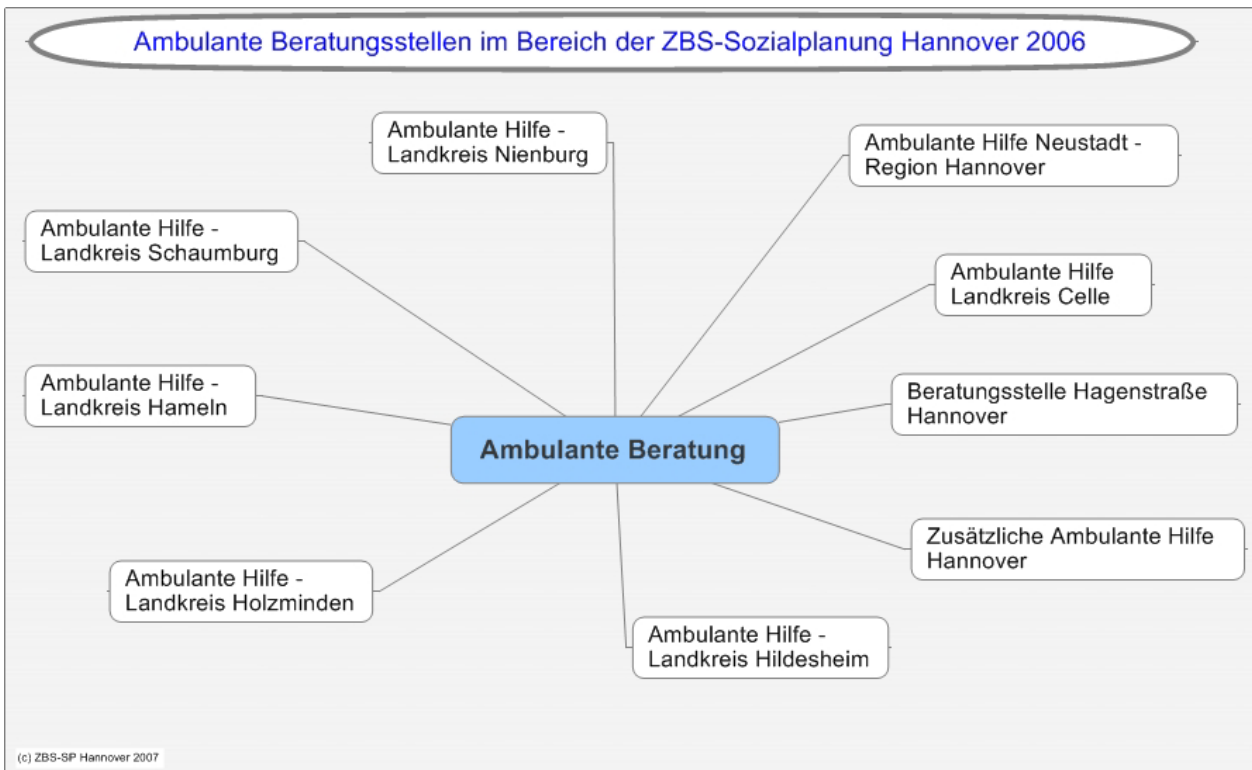 Ambulante Beratungsstellen im Bereich der ZBS-Sozialplanung Hannover 2006
Ambulante Hilfe -
Landkreis Nienburg
Ambulante Hilfe Neustadt -
Region Hannover
Ambulante Hilfe -
Landkreis Schaumburg
Ambulante Hilfe
Landkreis Celle
Ambulante Hilfe -
Landkreis Hameln
Beratungsstelle Hagenstraße
Hannover
Ambulante Beratung
Zusätzliche Ambulante Hilfe
Hannover
Ambulante Hilfe -
Landkreis Holzminden
Ambulante Hilfe -
Landkreis Hildesheim
(c) ZBS-SP Hannover 2007